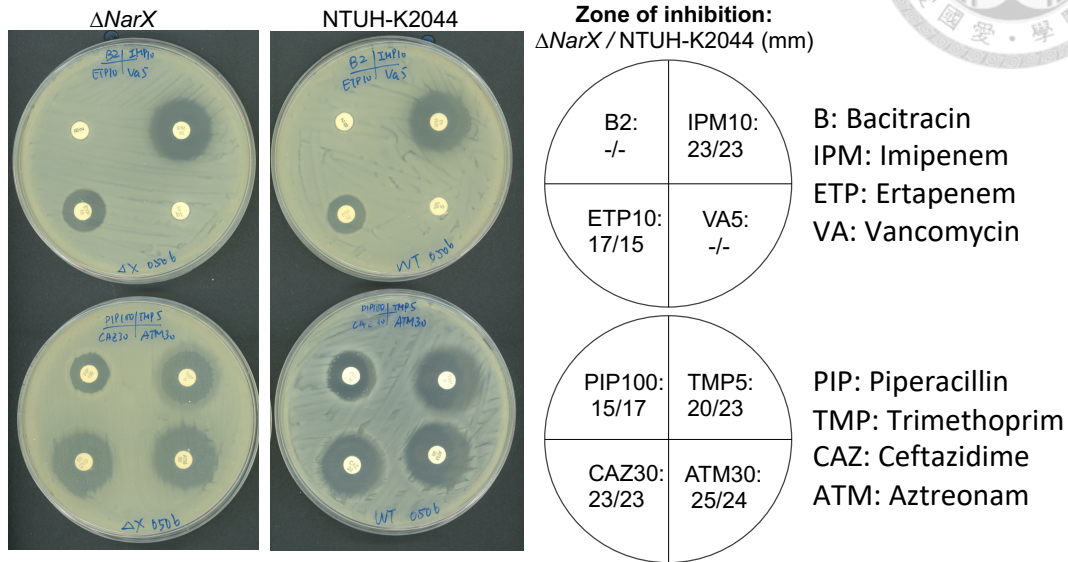 ΔNarX
NTUH-K2044
Zone of inhibition:
ΔNarX / NTUH-K2044 (mm)
國 愛 · 學
B2 | IMP10
ETP10 | Va5
ΔX 0506
B2 | IMP10
ETP10 | Va5
WT 0506
B2:
-/-
IPM10:
23/23
ETP10:
17/15
VA5:
-/-
B: Bacitracin
IPM: Imipenem
ETP: Ertapenem
VA: Vancomycin
PIP100 | TMP5
CAZ30 | ATM30
ΔX 0506
PIP100 | TMP5
ATM30
WT 0506
PIP100:
15/17
TMP5:
20/23
CAZ30:
23/23
ATM30:
25/24
PIP: Piperacillin
TMP: Trimethoprim
CAZ: Ceftazidime
ATM: Aztreonam